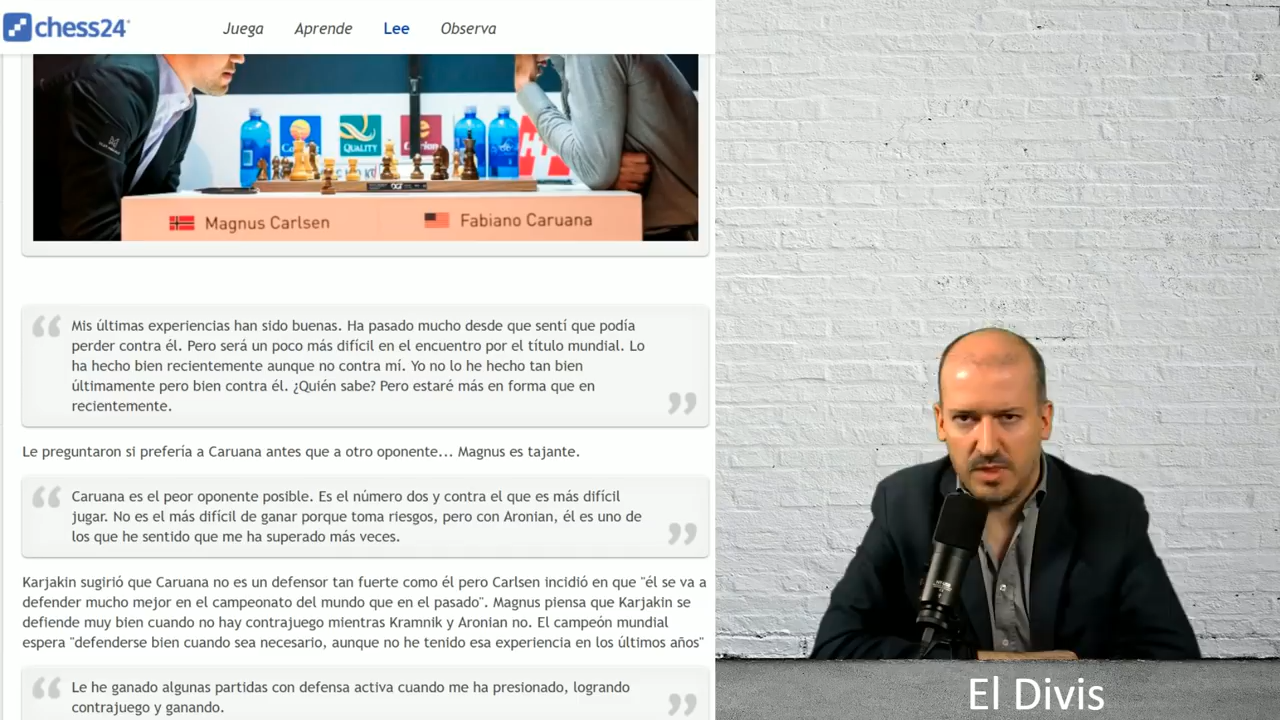 chess24
Juega Aprende Lee Observa
QUALITY
Magnus Carlsen
Fabiano Caruana
Mis últimas experiencias han sido buenas. Ha pasado mucho desde que sentí que podía
perder contra él. Pero será un poco más difícil en el encuentro por el título mundial. Lo
ha hecho bien recientemente aunque no contra mí. Yo no lo he hecho tan bien
últimamente pero bien contra él. ¿Quién sabe? Pero estaré más en forma que en
recientemente.
Le preguntaron si prefería a Caruana antes que a otro oponente... Magnus es tajante.
Caruana es el peor oponente posible. Es el número dos y contra el que es más difícil
jugar. No es el más difícil de ganar porque toma riesgos, pero con Aronian, él es uno de
los que he sentido que me ha superado más veces.
Karjakin sugirió que Caruana no es un defensor tan fuerte como él pero Carlsen incidió en que "él se va a
defender mucho mejor en el campeonato del mundo que en el pasado". Magnus piensa que Karjakin se
defiende muy bien cuando no hay contrajuego mientras Kramnik y Aronian no. El campeón mundial
espera "defenderse bien cuando sea necesario, aunque no he tenido esa experiencia en los últimos años"
Le he ganado algunas partidas con defensa activa cuando me ha presionado, logrando
contrajuego y ganando.
El Divis